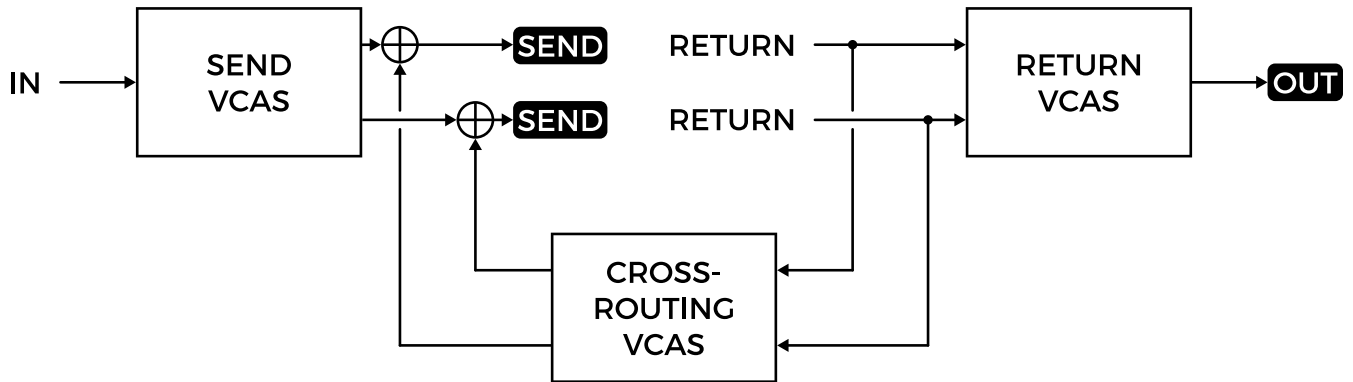 IN
SEND
VCAS
SEND
SEND
RETURN
RETURN
RETURN
VCAS
OUT
CROSS-
ROUTING
VCAS